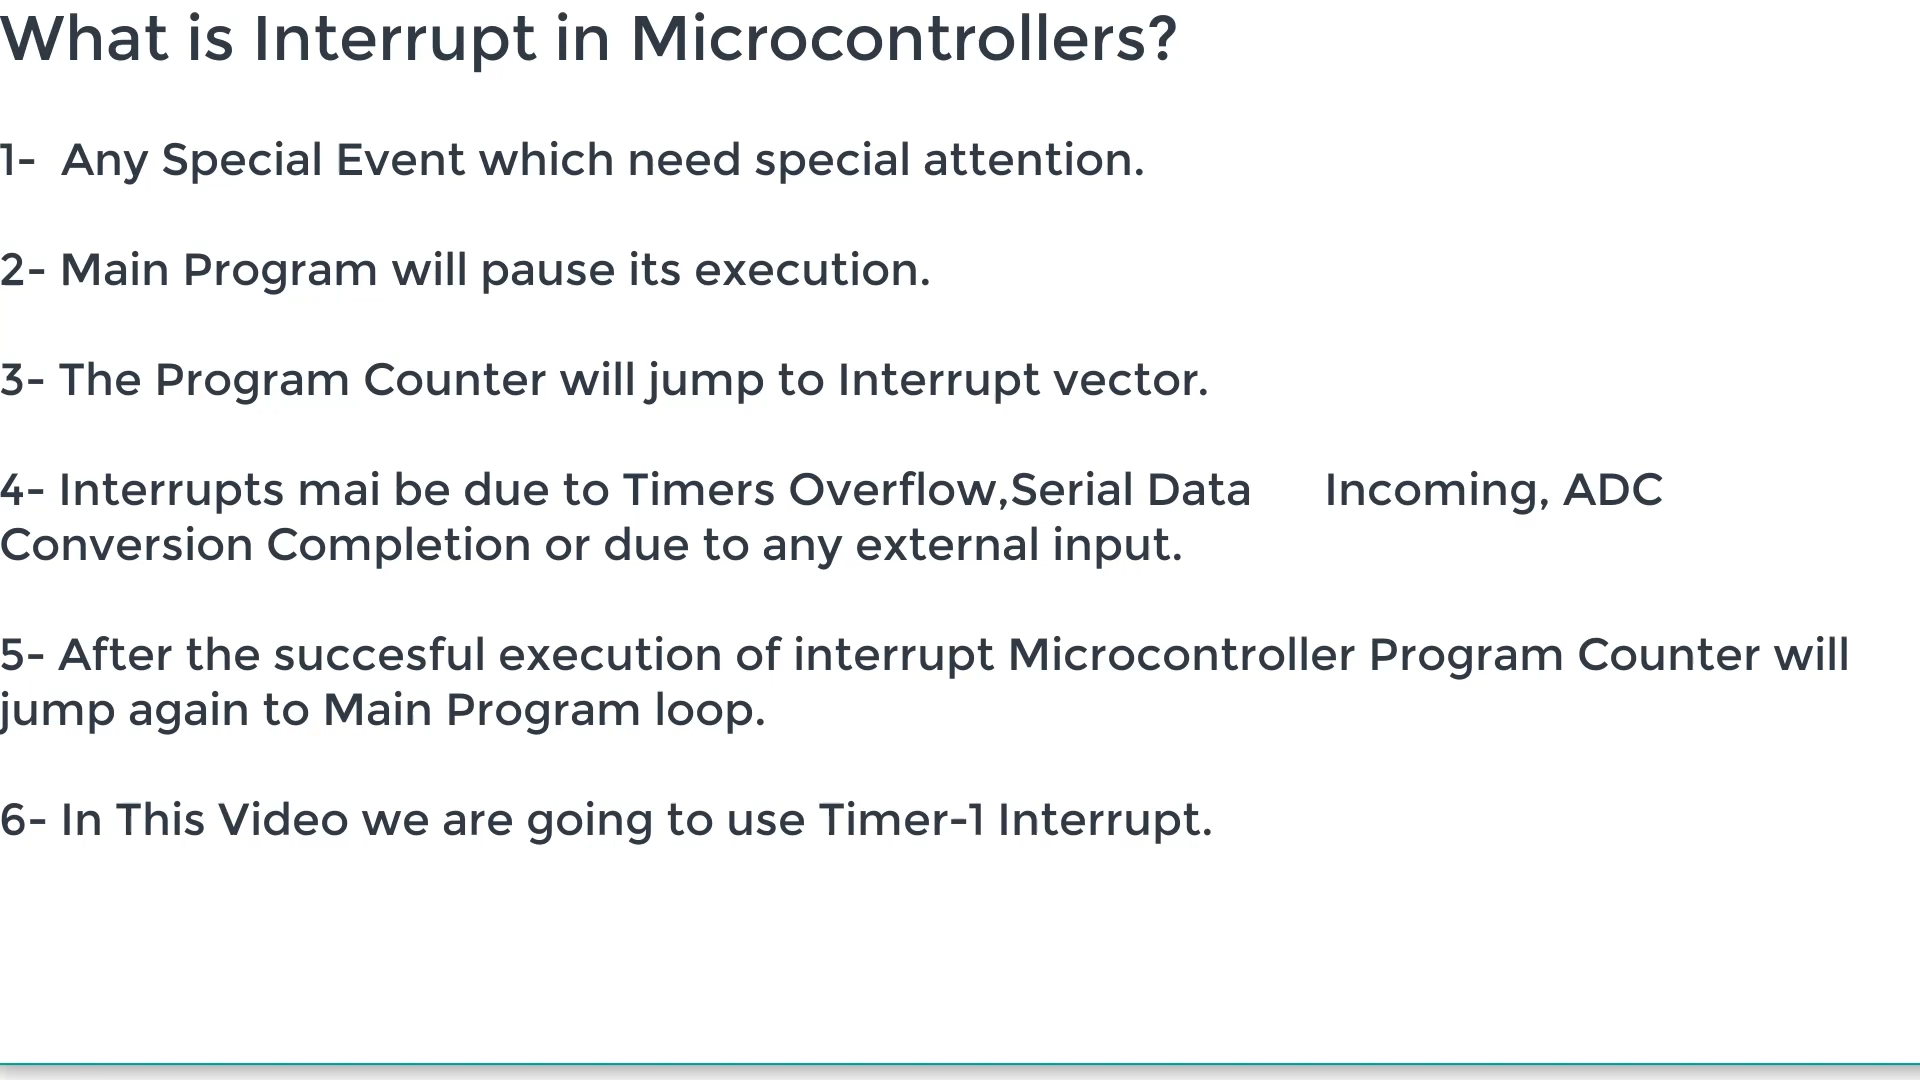 What is Interrupt in Microcontrollers?
1- Any Special Event which need special attention.
2- Main Program will pause its execution.
3- The Program Counter will jump to Interrupt vector.
4- Interrupts mai be due to Timers Overflow,Serial Data Incoming, ADC
Conversion Completion or due to any external input.
5- After the succesful execution of interrupt Microcontroller Program Counter will
jump again to Main Program loop.
6- In This Video we are going to use Timer-1 Interrupt.